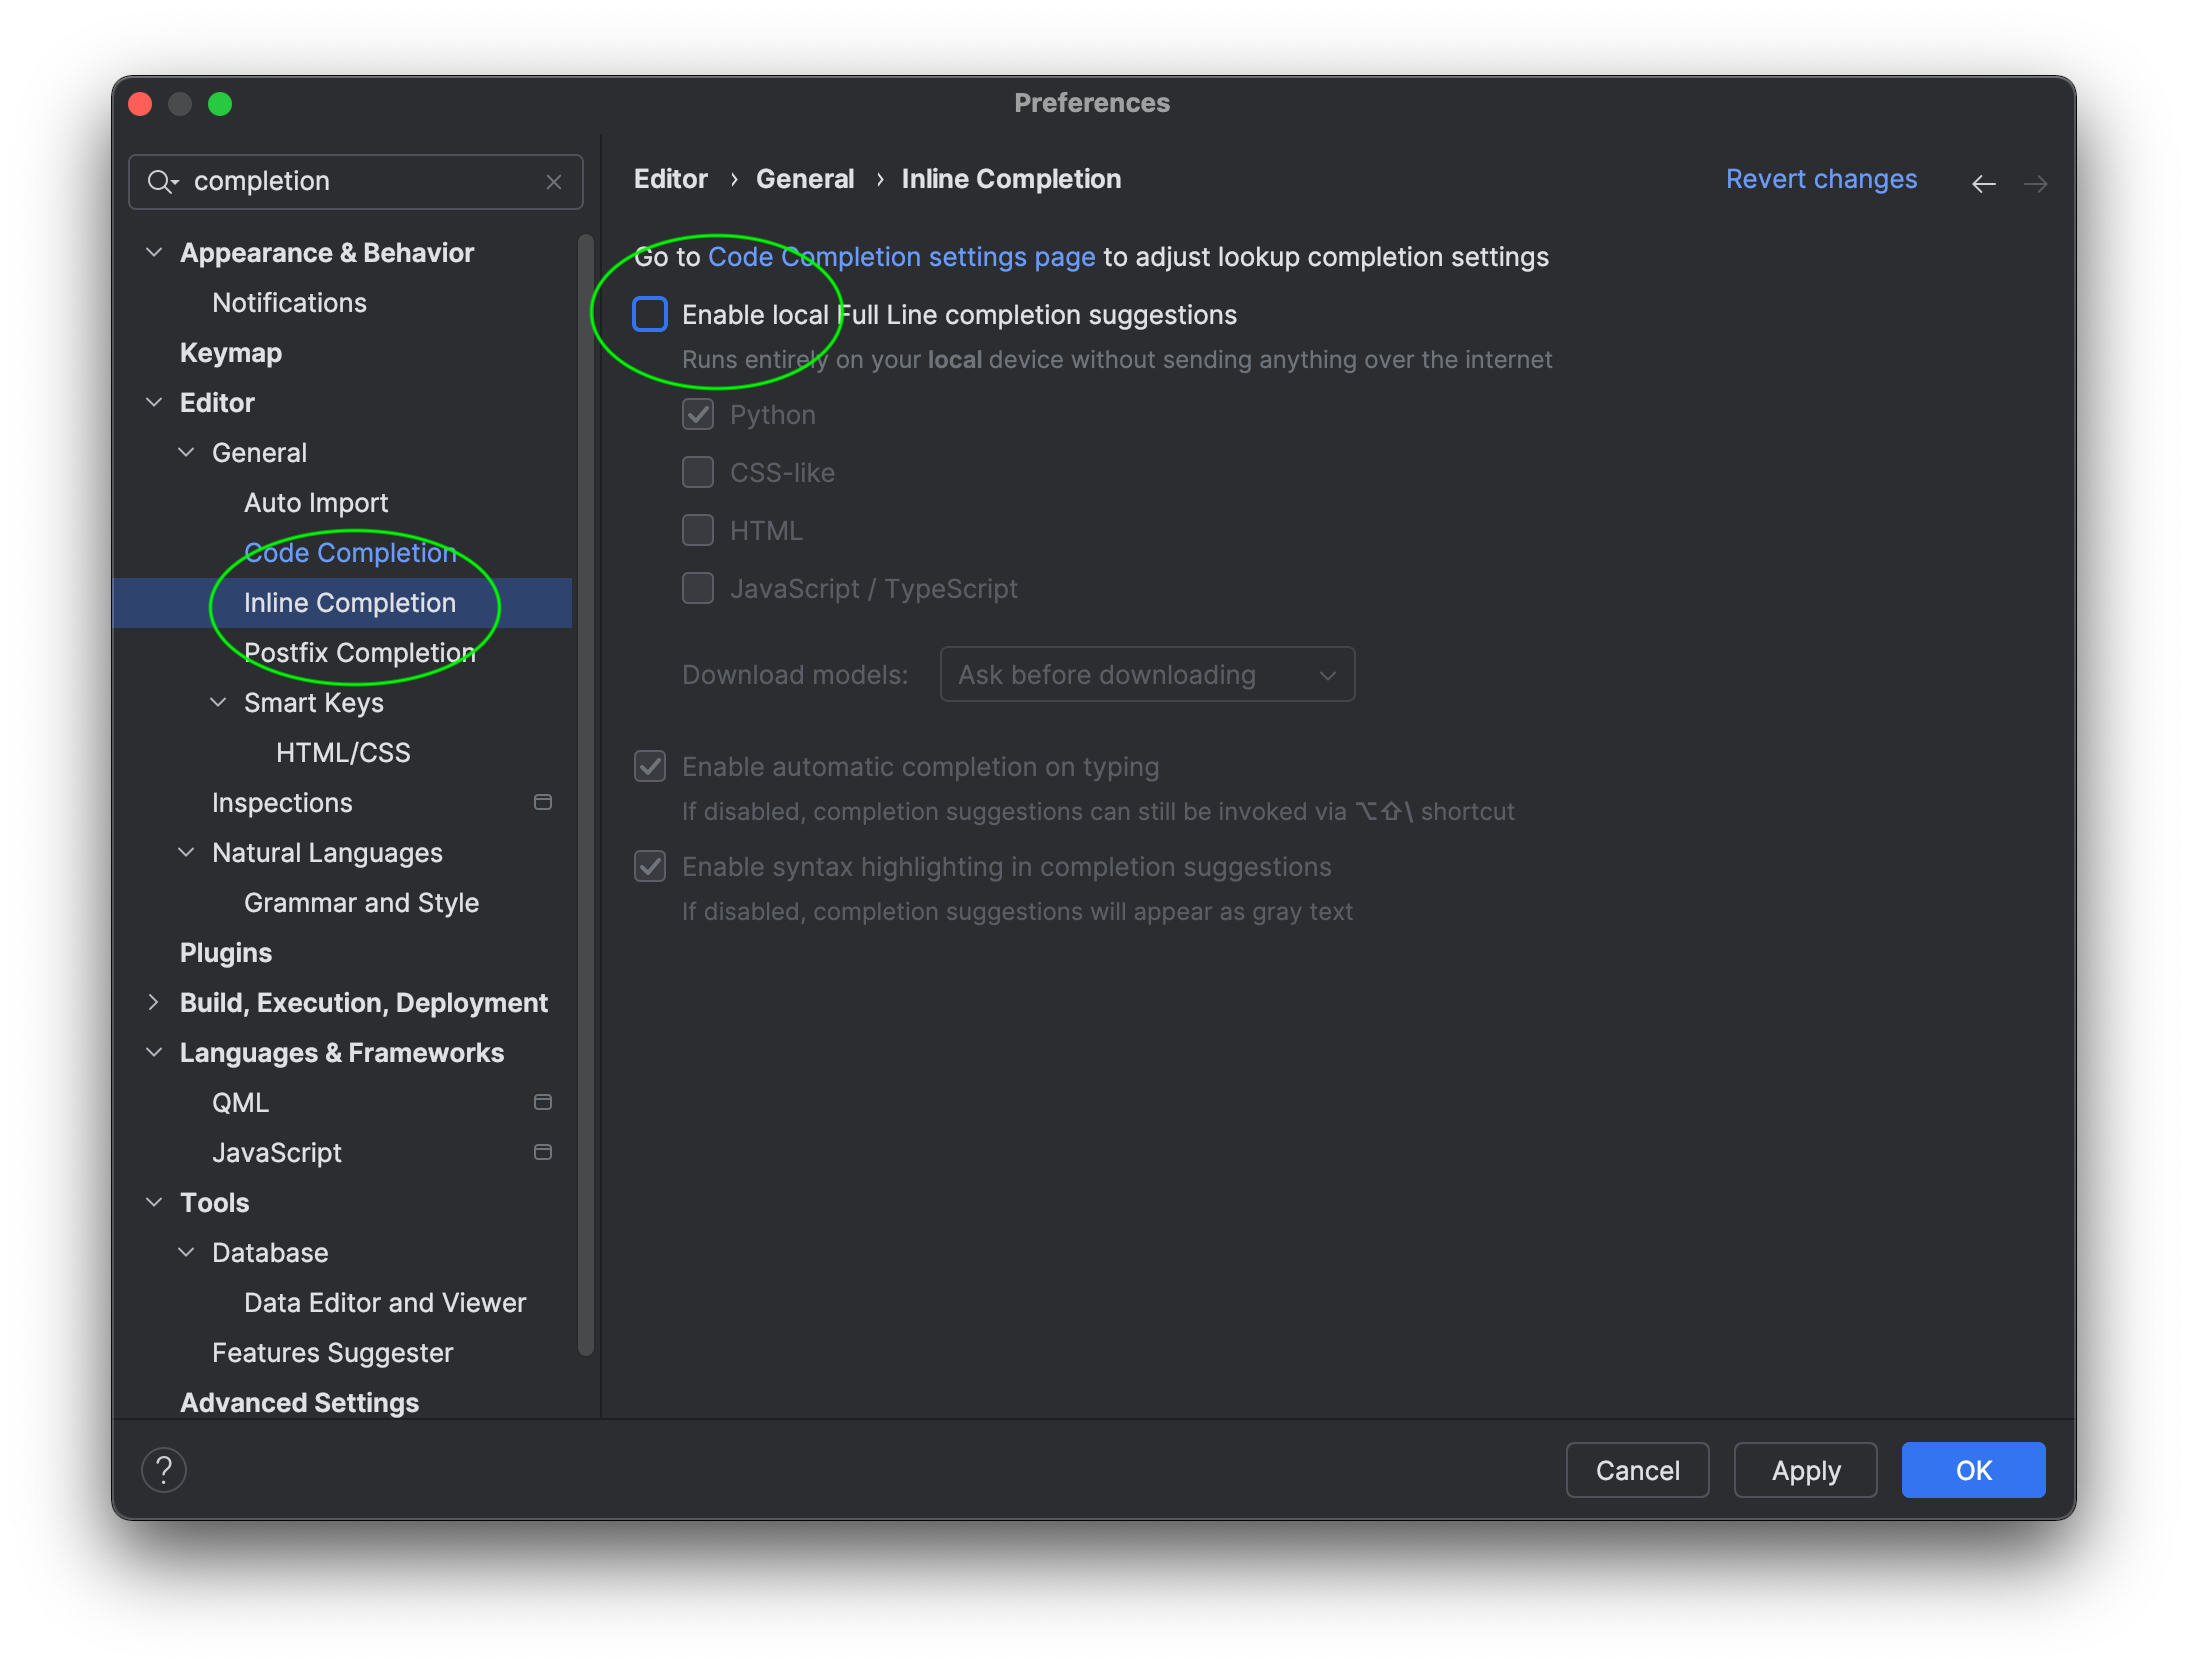 Preferences
completion
Appearance & Behavior
Notifications
Keymap
Editor
General
Auto Import
Code Completion
Inline Completion
Postfix Completion
Smart Keys
HTML/CSS
Inspections
Natural Languages
Grammar and Style
Plugins
Build, Execution, Deployment
Languages & Frameworks
QML
JavaScript
Tools
Database
Data Editor and Viewer
Features Suggester
Advanced Settings
Editor › General › Inline Completion
Revert changes
Go to Code Completion settings page to adjust lookup completion settings
Enable local Full Line completion suggestions
Runs entirely on your local device without sending anything over the internet
Python
CSS-like
HTML
JavaScript / TypeScript
Download models: Ask before downloading
Enable automatic completion on typing
If disabled, completion suggestions can still be invoked via ⌥⇧\ shortcut
Enable syntax highlighting in completion suggestions
If disabled, completion suggestions will appear as gray text
?
Cancel
Apply
OK